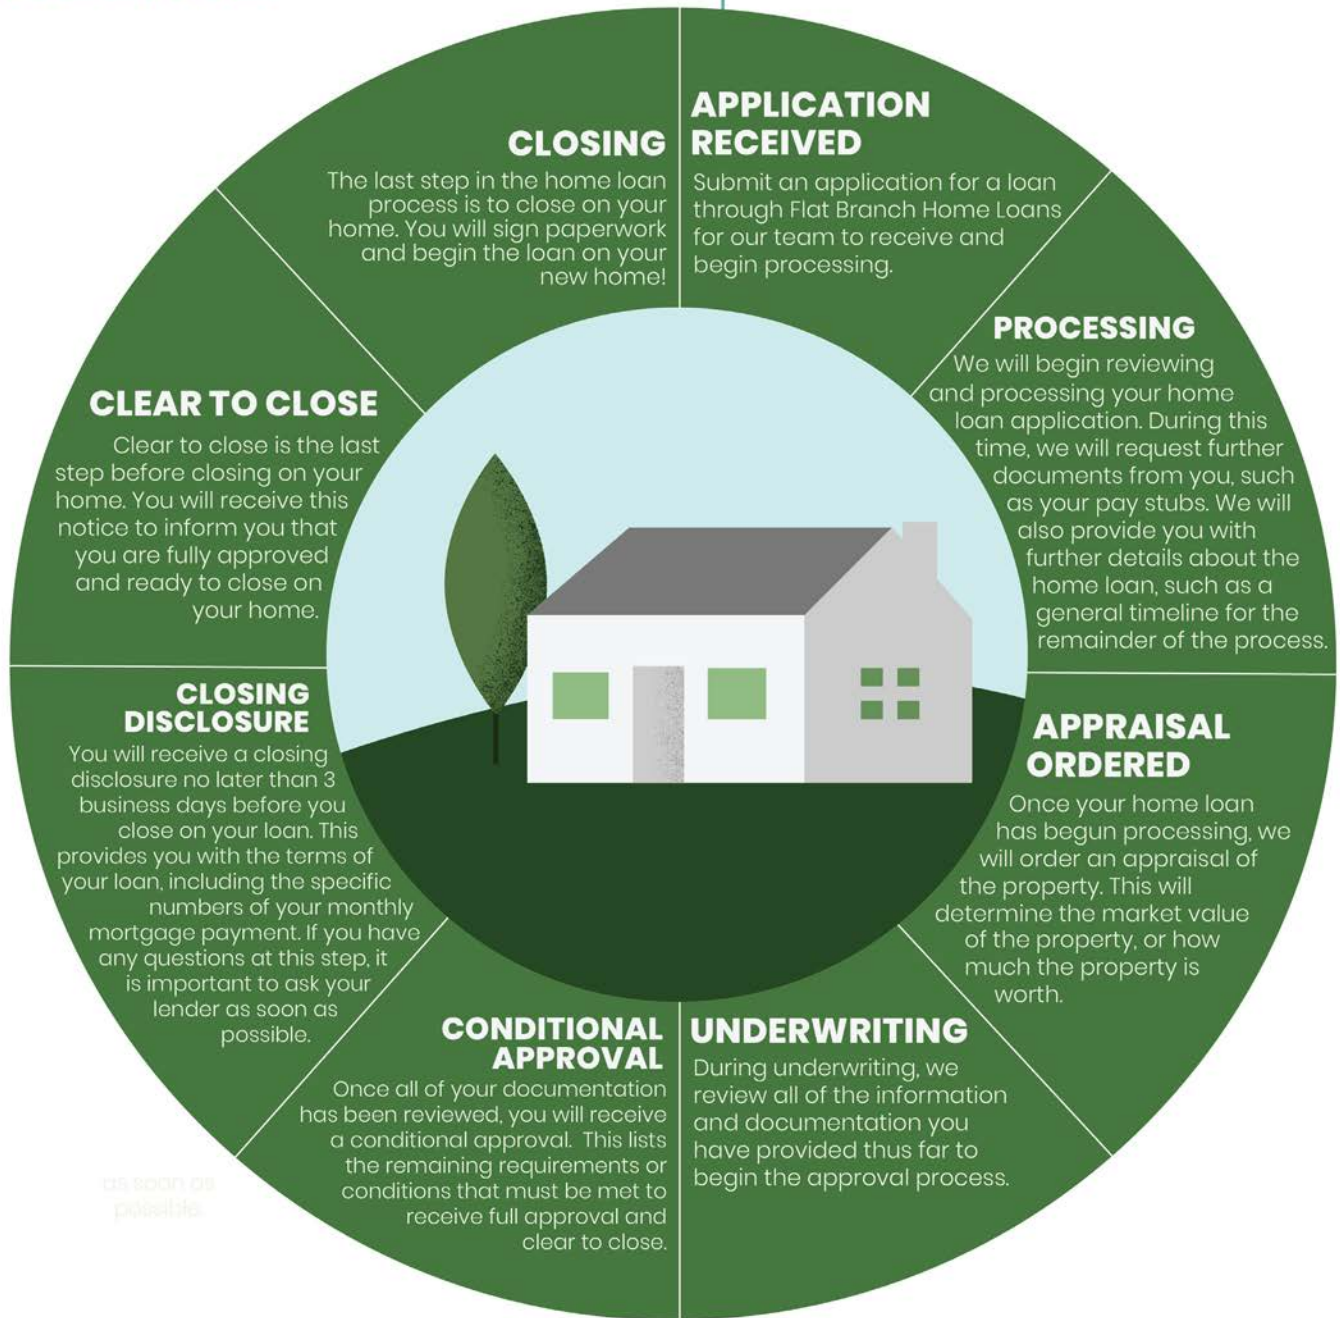 APPLICATION
RECEIVED
Submit an application for a loan
through Flat Branch Home Loans
for our team to receive and
begin processing.
PROCESSING
We will begin reviewing
and processing your home
loan application. During this
time, we will request further
documents from you, such
as your pay stubs. We will
also provide you with
further details about the
home loan, such as a
general timeline for the
remainder of the process.
APPRAISAL
ORDERED
Once your home loan
has begun processing, we
will order an appraisal of
the property. This will
determine the market value
of the property, or how
much the property is
worth.
UNDERWRITING
During underwriting, we
review all of the information
and documentation you
have provided thus far to
begin the approval process.
CONDITIONAL
APPROVAL
Once all of your documentation
has been reviewed, you will receive
a conditional approval. This lists
the remaining requirements or
conditions that must be met to
receive full approval and
clear to close.
CLOSING
DISCLOSURE
You will receive a closing
disclosure no later than 3
business days before you
close on your loan. This
provides you with the terms of
your loan, including the specific
numbers of your monthly
mortgage payment. If you have
any questions at this step, it
is important to ask your
lender as soon as
possible.
as soon as
possible.
CLEAR TO CLOSE
Clear to close is the last
step before closing on your
home. You will receive this
notice to inform you that
you are fully approved
and ready to close on
your home.
CLOSING
The last step in the home loan
process is to close on your
home. You will sign paperwork
and begin the loan on your
new home!